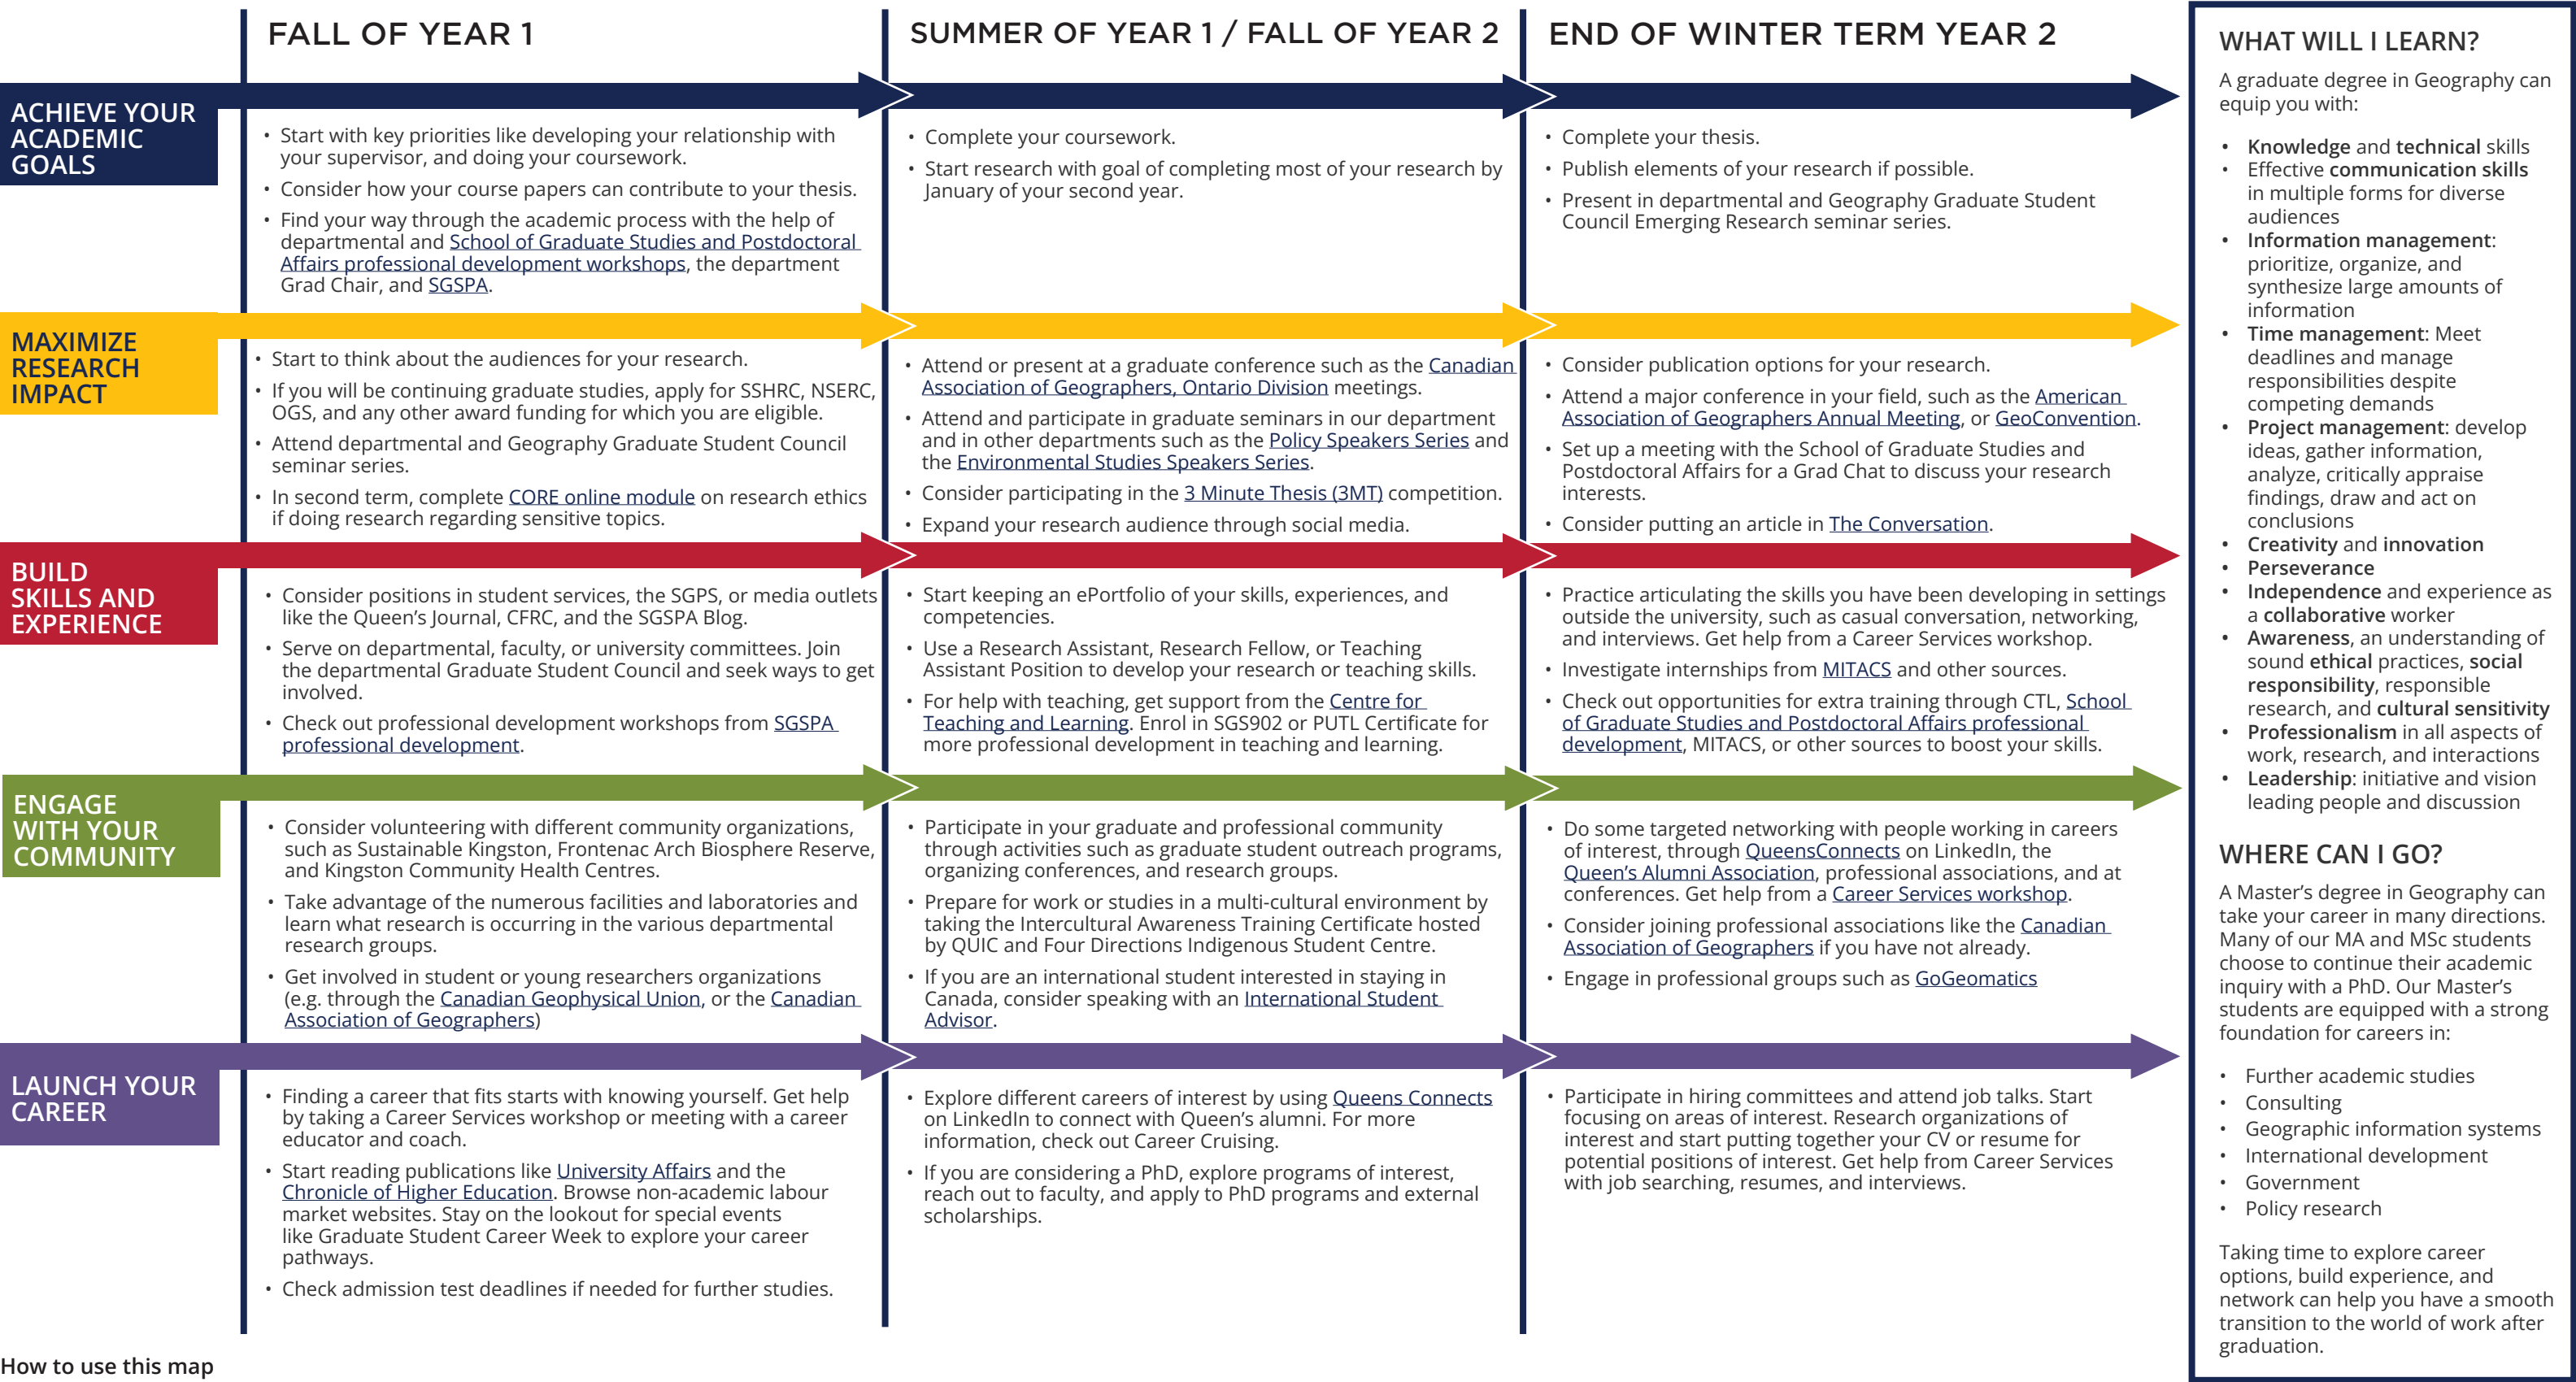 FALL OF YEAR 1
SUMMER OF YEAR 1 / FALL OF YEAR 2
END OF WINTER TERM YEAR 2
ACHIEVE YOUR
ACADEMIC
GOALS
• Start with key priorities like developing your relationship with
your supervisor, and doing your coursework.
• Consider how your course papers can contribute to your thesis.
• Find your way through the academic process with the help of
departmental and School of Graduate Studies and Postdoctoral
Affairs professional development workshops, the department
Grad Chair, and SGSPA.
• Complete your coursework.
• Start research with goal of completing most of your research by
January of your second year.
• Complete your thesis.
• Publish elements of your research if possible.
• Present in departmental and Geography Graduate Student
Council Emerging Research seminar series.
MAXIMIZE
RESEARCH
IMPACT
• Start to think about the audiences for your research.
• If you will be continuing graduate studies, apply for SSHRC, NSERC,
OGS, and any other award funding for which you are eligible.
• Attend departmental and Geography Graduate Student Council
seminar series.
• In second term, complete CORE online module on research ethics
if doing research regarding sensitive topics.
• Attend or present at a graduate conference such as the Canadian
Association of Geographers, Ontario Division meetings.
• Attend and participate in graduate seminars in our department
and in other departments such as the Policy Speakers Series and
the Environmental Studies Speakers Series.
• Consider participating in the 3 Minute Thesis (3MT) competition.
• Expand your research audience through social media.
• Consider publication options for your research.
• Attend a major conference in your field, such as the American
Association of Geographers Annual Meeting, or GeoConvention.
• Set up a meeting with the School of Graduate Studies and
Postdoctoral Affairs for a Grad Chat to discuss your research
interests.
• Consider putting an article in The Conversation.
BUILD
SKILLS AND
EXPERIENCE
• Consider positions in student services, the SGPS, or media outlets
like the Queen's Journal, CFRC, and the SGSPA Blog.
• Serve on departmental, faculty, or university committees. Join
the departmental Graduate Student Council and seek ways to get
involved.
• Check out professional development workshops from SGSPA
professional development.
• Start keeping an ePortfolio of your skills, experiences, and
competencies.
• Use a Research Assistant, Research Fellow, or Teaching
Assistant Position to develop your research or teaching skills.
• For help with teaching, get support from the Centre for
Teaching and Learning. Enrol in SGS902 or PUTL Certificate for
more professional development in teaching and learning.
• Practice articulating the skills you have been developing in settings
outside the university, such as casual conversation, networking,
and interviews. Get help from a Career Services workshop.
• Investigate internships from MITACS and other sources.
• Check out opportunities for extra training through CTL, School
of Graduate Studies and Postdoctoral Affairs professional
development, MITACS, or other sources to boost your skills.
ENGAGE
WITH YOUR
COMMUNITY
• Consider volunteering with different community organizations,
such as Sustainable Kingston, Frontenac Arch Biosphere Reserve,
and Kingston Community Health Centres.
• Take advantage of the numerous facilities and laboratories and
learn what research is occurring in the various departmental
research groups.
• Get involved in student or young researchers organizations
(e.g. through the Canadian Geophysical Union, or the Canadian
Association of Geographers)
• Participate in your graduate and professional community
through activities such as graduate student outreach programs,
organizing conferences, and research groups.
• Prepare for work or studies in a multi-cultural environment by
taking the Intercultural Awareness Training Certificate hosted
by QUIC and Four Directions Indigenous Student Centre.
• If you are an international student interested in staying in
Canada, consider speaking with an International Student
Advisor.
• Do some targeted networking with people working in careers
of interest, through QueensConnects on LinkedIn, the
Queen's Alumni Association, professional associations, and at
conferences. Get help from a Career Services workshop.
• Consider joining professional associations like the Canadian
Association of Geographers if you have not already.
• Engage in professional groups such as GoGeomatics
LAUNCH YOUR
CAREER
• Finding a career that fits starts with knowing yourself. Get help
by taking a Career Services workshop or meeting with a career
educator and coach.
• Start reading publications like University Affairs and the
Chronicle of Higher Education. Browse non-academic labour
market websites. Stay on the lookout for special events
like Graduate Student Career Week to explore your career
pathways.
• Check admission test deadlines if needed for further studies.
• Explore different careers of interest by using Queens Connects
on LinkedIn to connect with Queen's alumni. For more
information, check out Career Cruising.
• If you are considering a PhD, explore programs of interest,
reach out to faculty, and apply to PhD programs and external
scholarships.
• Participate in hiring committees and attend job talks. Start
focusing on areas of interest. Research organizations of
interest and start putting together your CV or resume for
potential positions of interest. Get help from Career Services
with job searching, resumes, and interviews.
How to use this map
WHAT WILL I LEARN?
A graduate degree in Geography can
equip you with:
• Knowledge and technical skills
• Effective communication skills
in multiple forms for diverse
audiences
• Information management:
prioritize, organize, and
synthesize large amounts of
information
• Time management: Meet
deadlines and manage
responsibilities despite
competing demands
• Project management: develop
ideas, gather information,
analyze, critically appraise
findings, draw and act on
conclusions
• Creativity and innovation
• Perseverance
• Independence and experience as
a collaborative worker
• Awareness, an understanding of
sound ethical practices, social
responsibility, responsible
research, and cultural sensitivity
• Professionalism in all aspects of
work, research, and interactions
• Leadership: initiative and vision
leading people and discussion
WHERE CAN I GO?
A Master's degree in Geography can
take your career in many directions.
Many of our MA and MSc students
choose to continue their academic
inquiry with a PhD. Our Master's
students are equipped with a strong
foundation for careers in:
• Further academic studies
• Consulting
• Geographic information systems
• International development
• Government
• Policy research
Taking time to explore career
options, build experience, and
network can help you have a smooth
transition to the world of work after
graduation.